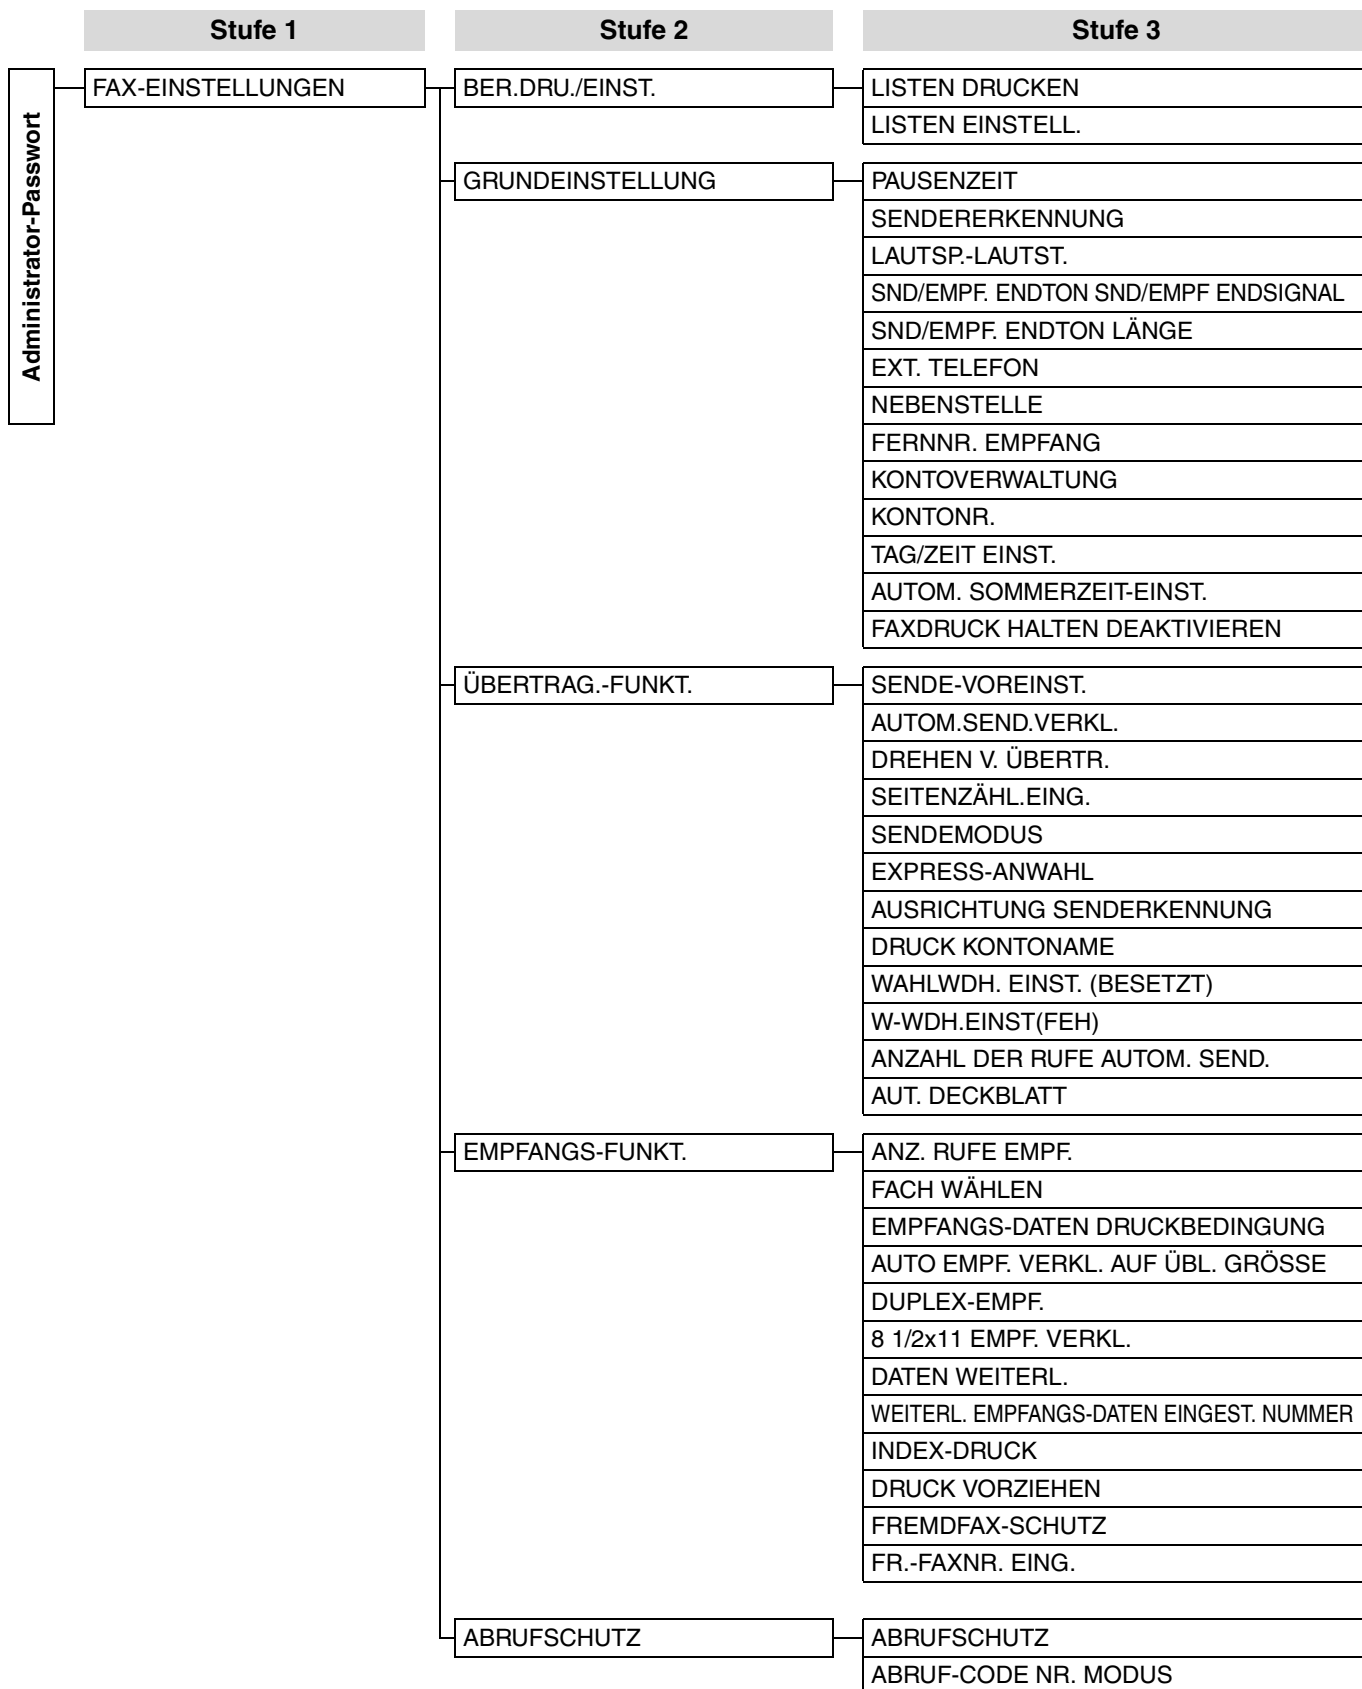 Stufe 1 Stufe 2 Stufe 3
Administrator-Passwort
FAX-EINSTELLUNGEN BER.DRU./EINST. LISTEN DRUCKEN
LISTEN EINSTELL.
GRUNDEINSTELLUNG PAUSENZEIT
SENDERERKENNUNG
LAUTSP.-LAUTST.
SND/EMPF. ENDTON SND/EMPF ENDSIGNAL
SND/EMPF. ENDTON LÄNGE
EXT. TELEFON
NEBENSTELLE
FERNNR. EMPFANG
KONTOVERWALTUNG
KONTONR.
TAG/ZEIT EINST.
AUTOM. SOMMERZEIT-EINST.
FAXDRUCK HALTEN DEAKTIVIEREN
ÜBERTRAG.-FUNKT. SENDE-VOREINST.
AUTOM.SEND.VERKL.
DREHEN V. ÜBERTR.
SEITENZÄHL.EING.
SENDEMODUS
EXPRESS-ANWAHL
AUSRICHTUNG SENDERKENNUNG
DRUCK KONTONAME
WAHLWDH. EINST. (BESETZT)
W-WDH.EINST(FEH)
ANZAHL DER RUFE AUTOM. SEND.
AUT. DECKBLATT
EMPFANGS-FUNKT. ANZ. RUFE EMPF.
FACH WÄHLEN
EMPFANGS-DATEN DRUCKBEDINGUNG
AUTO EMPF. VERKL. AUF ÜBL. GRÖSSE
DUPLEX-EMPF.
8 1/2x11 EMPF. VERKL.
DATEN WEITERL.
WEITERL. EMPFANGS-DATEN EINGEST. NUMMER
INDEX-DRUCK
DRUCK VORZIEHEN
FREMDFAX-SCHUTZ
FR.-FAXNR. EING.
ABRUFSCHUTZ ABRUFSCHUTZ
ABRUF-CODE NR. MODUS